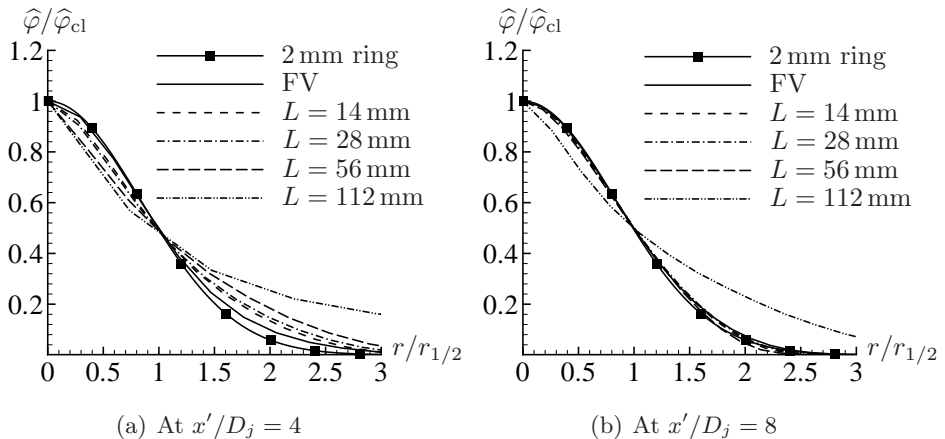 φ̂/φ̂cl
1.2
1
0.8
0.6
0.4
0.2
0 0.5 1 1.5 2 2.5 3
r/r1/2
2 mm ring
FV
L = 14 mm
L = 28 mm
L = 56 mm
L = 112 mm
(a) At x′/Dj = 4
φ̂/φ̂cl
1.2
1
0.8
0.6
0.4
0.2
0 0.5 1 1.5 2 2.5 3
r/r1/2
2 mm ring
FV
L = 14 mm
L = 28 mm
L = 56 mm
L = 112 mm
(b) At x′/Dj = 8